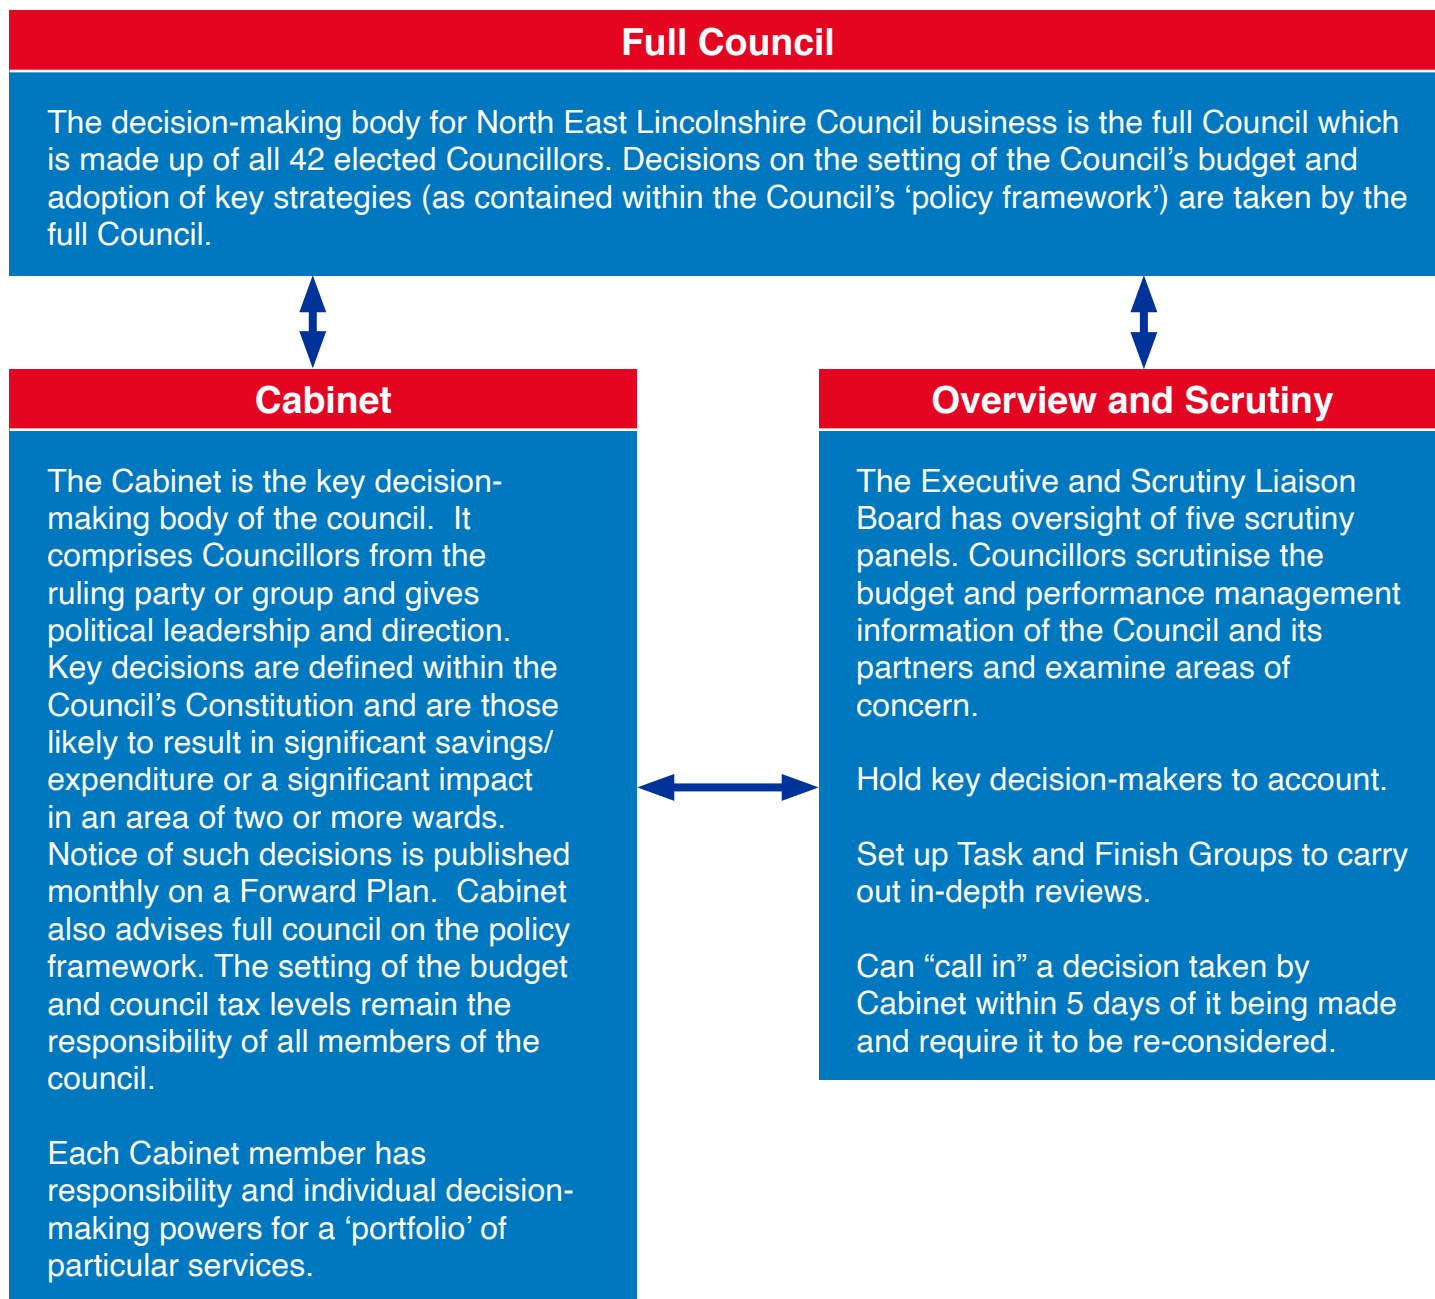 Full Council
The decision-making body for North East Lincolnshire Council business is the full Council which
is made up of all 42 elected Councillors. Decisions on the setting of the Council’s budget and
adoption of key strategies (as contained within the Council’s ‘policy framework’) are taken by the
full Council.
Cabinet
The Cabinet is the key decision-
making body of the council.  It
comprises Councillors from the
ruling party or group and gives
political leadership and direction.
Key decisions are defined within the
Council’s Constitution and are those
likely to result in significant savings/
expenditure or a significant impact
in an area of two or more wards.
Notice of such decisions is published
monthly on a Forward Plan.  Cabinet
also advises full council on the policy
framework. The setting of the budget
and council tax levels remain the
responsibility of all members of the
council.
Each Cabinet member has
responsibility and individual decision-
making powers for a ‘portfolio’ of
particular services.
Overview and Scrutiny
The Executive and Scrutiny Liaison
Board has oversight of five scrutiny
panels. Councillors scrutinise the
budget and performance management
information of the Council and its
partners and examine areas of
concern.
Hold key decision-makers to account.
Set up Task and Finish Groups to carry
out in-depth reviews.
Can “call in” a decision taken by
Cabinet within 5 days of it being made
and require it to be re-considered.